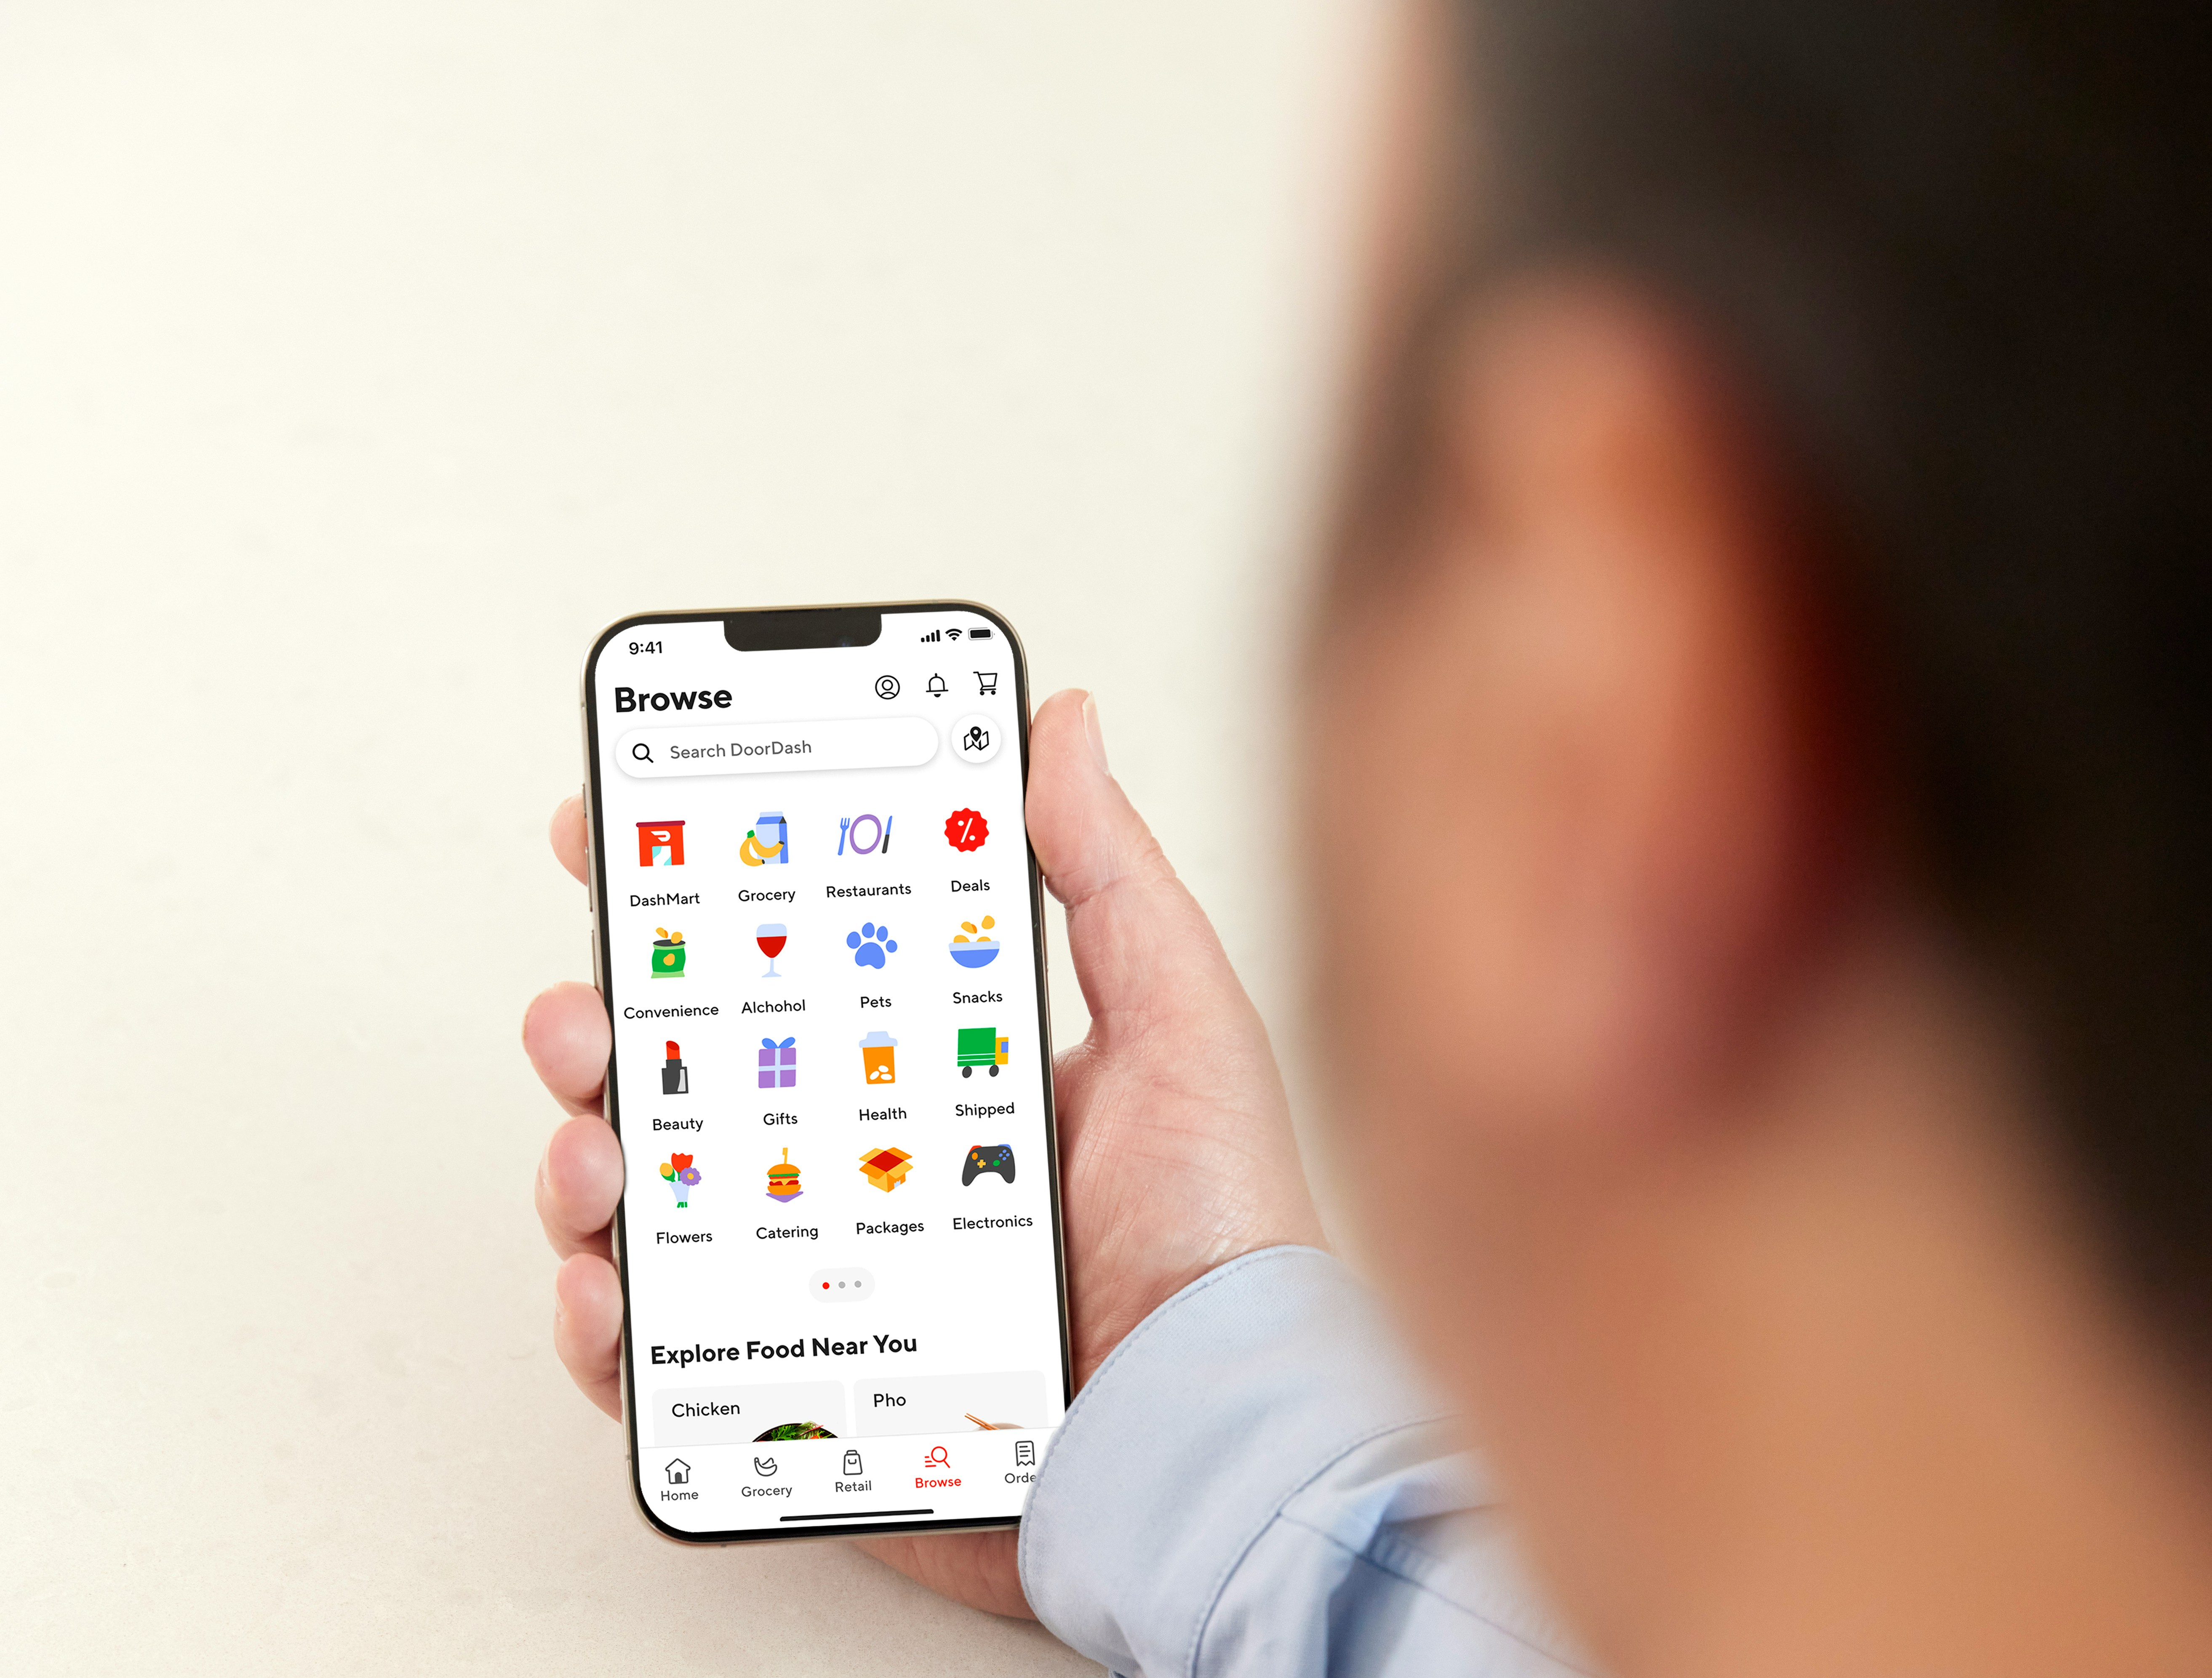 9:41
Browse
Search DoorDash
DashMart Grocery Restaurants Deals
Convenience Alchohol Pets Snacks
Beauty Gifts Health Shipped
Flowers Catering Packages Electronics
Explore Food Near You
Chicken Pho
Home Grocery Retail Browse Orde